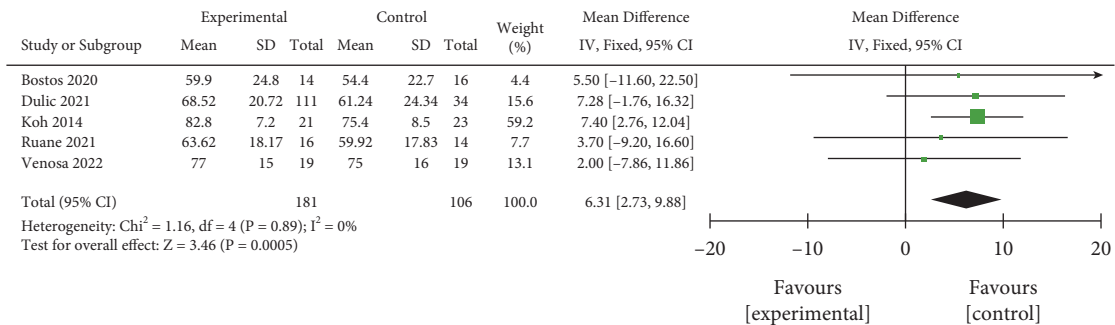 Experimental Control Weight (%) Mean Difference Mean Difference
Study or Subgroup Mean SD Total Mean SD Total IV, Fixed, 95% CI IV, Fixed, 95% CI
Bostos 2020 59.9 24.8 14 54.4 22.7 16 4.4 5.50 [–11.60, 22.50]
Dulic 2021 68.52 20.72 111 61.24 24.34 34 15.6 7.28 [–1.76, 16.32]
Koh 2014 82.8 7.2 21 75.4 8.5 23 59.2 7.40 [2.76, 12.04]
Ruane 2021 63.62 18.17 16 59.92 17.83 14 7.7 3.70 [–9.20, 16.60]
Venosa 2022 77 15 19 75 16 19 13.1 2.00 [–7.86, 11.86]
Total (95% CI) 181 106 100.0 6.31 [2.73, 9.88]
Heterogeneity: Chi² = 1.16, df = 4 (P = 0.89); I² = 0%
Test for overall effect: Z = 3.46 (P = 0.0005)
–20 –10 0 10 20
Favours [experimental] Favours [control]